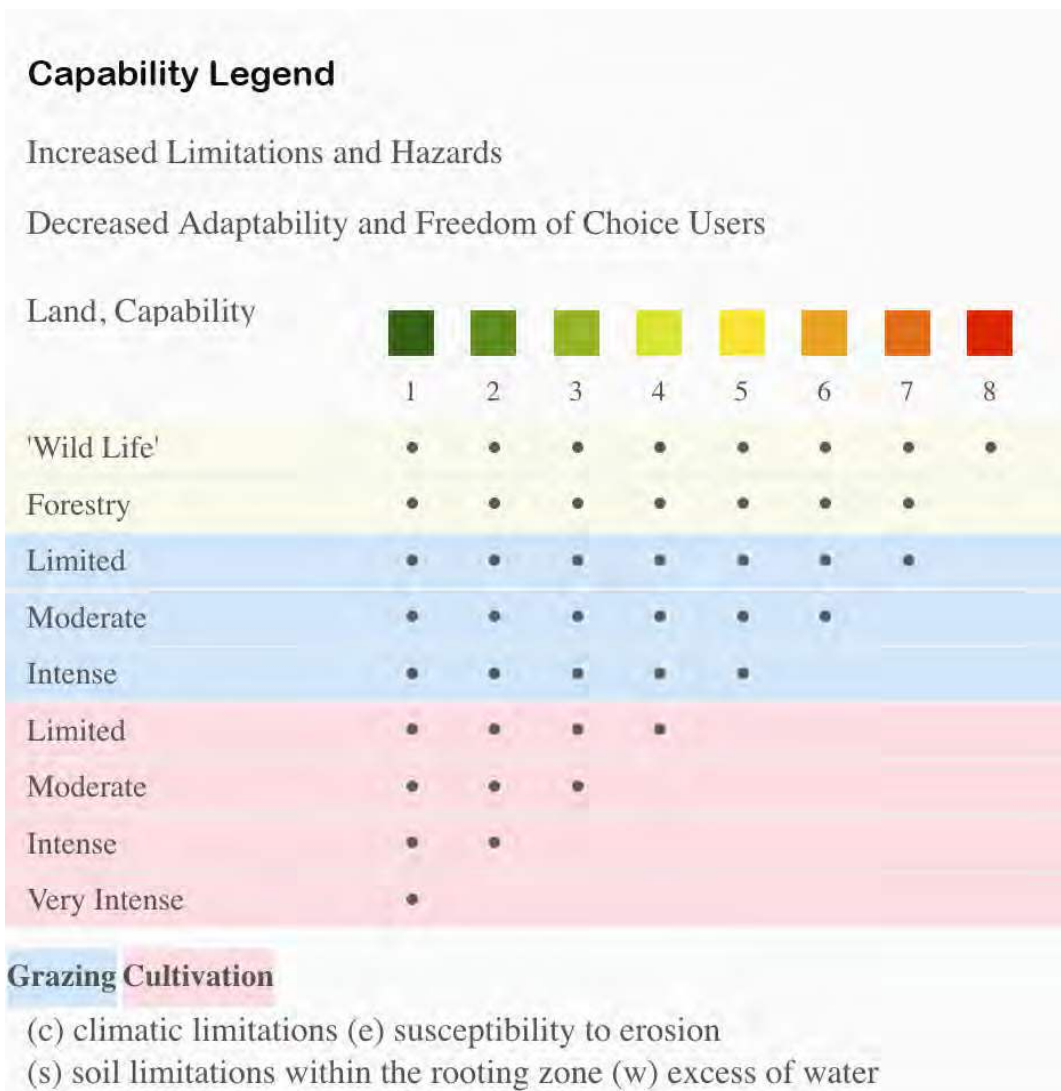 Capability Legend
Increased Limitations and Hazards
Decreased Adaptability and Freedom of Choice Users
Land, Capability
1 2 3 4 5 6 7 8
'Wild Life' • • • • • • • •
Forestry • • • • • • •
Limited • • • • • • •
Moderate • • • • • •
Intense • • • • •
Limited • • • •
Moderate • • •
Intense • •
Very Intense •
Grazing Cultivation
(c) climatic limitations (e) susceptibility to erosion
(s) soil limitations within the rooting zone (w) excess of water